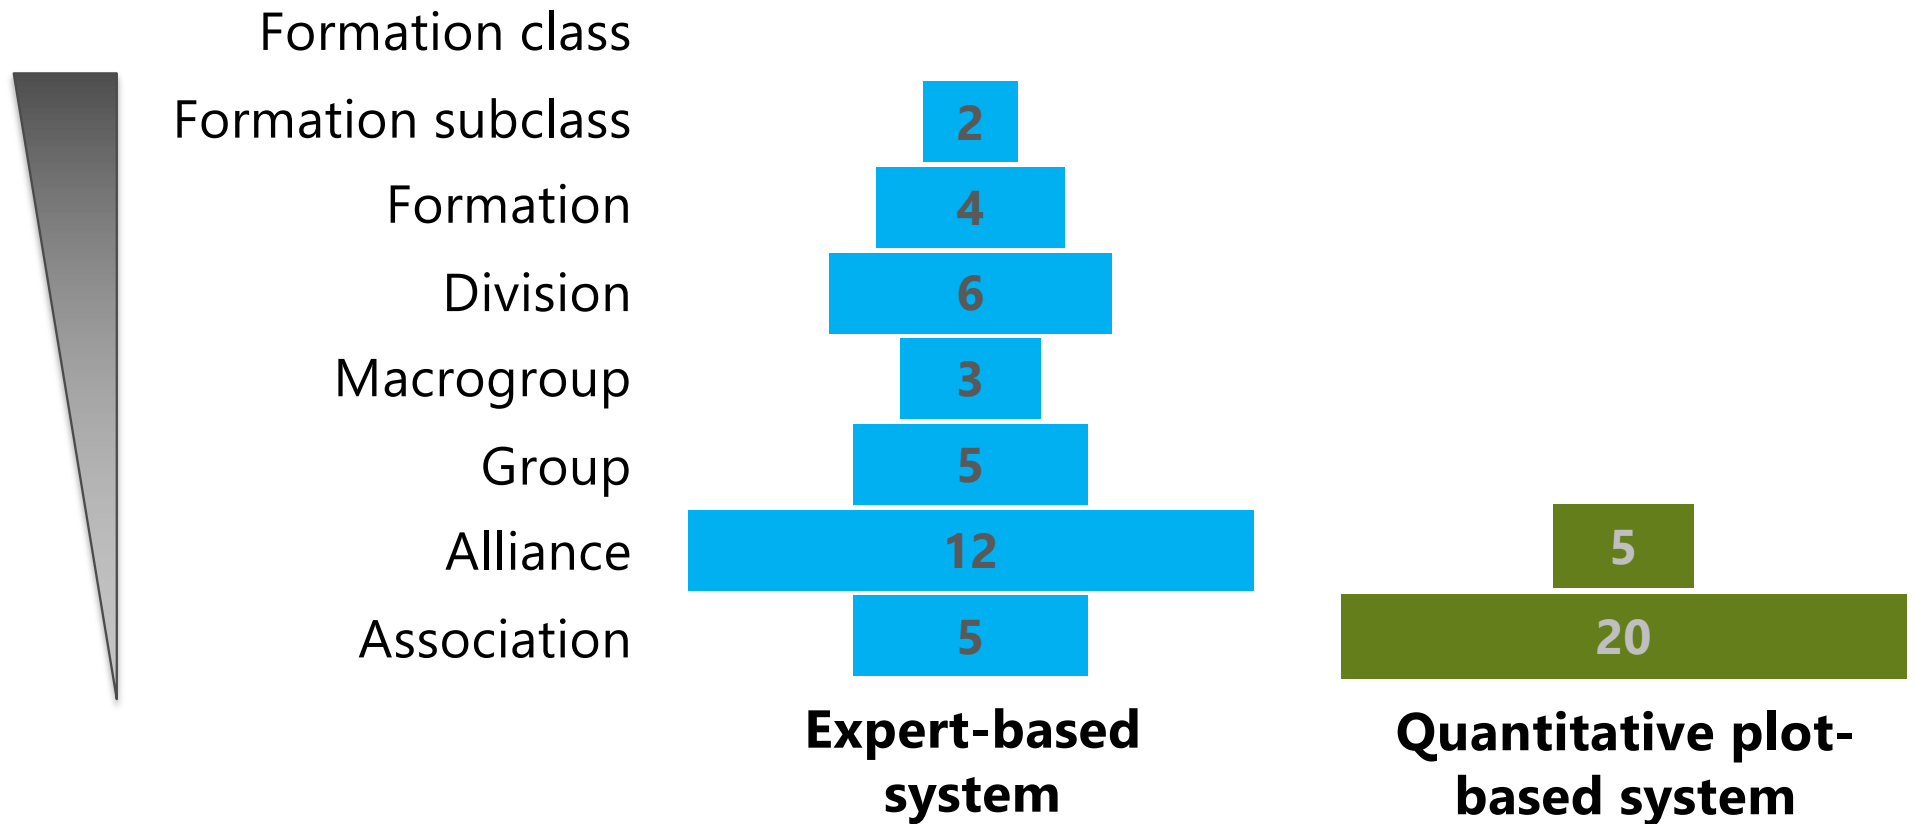 Formation class
Formation subclass 2
Formation 4
Division 6
Macrogroup 3
Group 5
Alliance 12 5
Association 5 20
Expert-based
system
Quantitative plot-
based system